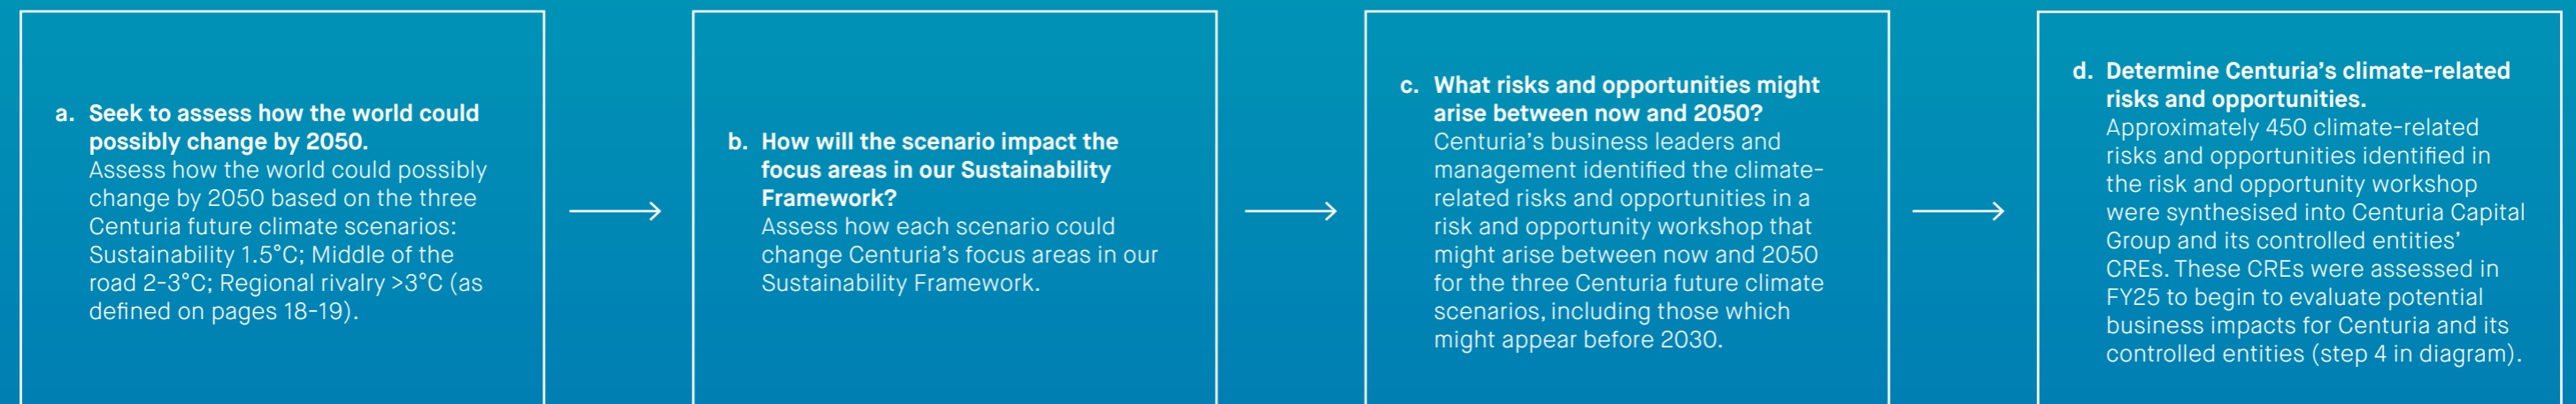 a. Seek to assess how the world could
possibly change by 2050.
Assess how the world could possibly
change by 2050 based on the three
Centuria future climate scenarios:
Sustainability 1.5°C; Middle of the
road 2-3°C; Regional rivalry >3°C (as
defined on pages 18-19).
b. How will the scenario impact the
focus areas in our Sustainability
Framework?
Assess how each scenario could
change Centuria's focus areas in our
Sustainability Framework.
c. What risks and opportunities might
arise between now and 2050?
Centuria's business leaders and
management identified the climate-
related risks and opportunities in a
risk and opportunity workshop that
might arise between now and 2050
for the three Centuria future climate
scenarios, including those which
might appear before 2030.
d. Determine Centuria's climate-related
risks and opportunities.
Approximately 450 climate-related
risks and opportunities identified in
the risk and opportunity workshop
were synthesised into Centuria Capital
Group and its controlled entities'
CREs. These CREs were assessed in
FY25 to begin to evaluate potential
business impacts for Centuria and its
controlled entities (step 4 in diagram).